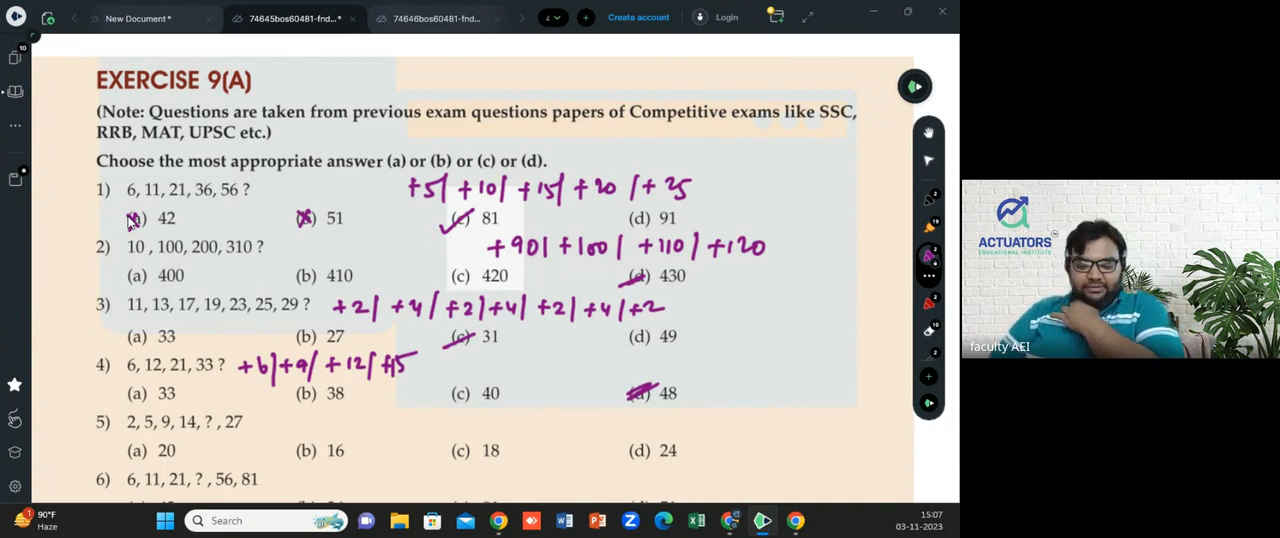 New Document *
74645bos60481-fnd...*
74646bos60481-fnd...
4
Create account
Login
10
EXERCISE 9(A)
(Note: Questions are taken from previous exam questions papers of Competitive exams like SSC,
RRB, MAT, UPSC etc.)
Choose the most appropriate answer (a) or (b) or (c) or (d).
1) 6, 11, 21, 36, 56 ? +5/ +10/ +15/ +20 /+ 25
(a) 42 (b) 51 (c) 81 (d) 91
2) 10 , 100, 200, 310 ? +90/ +100/ +110/ +120
(a) 400 (b) 410 (c) 420 (d) 430
3) 11, 13, 17, 19, 23, 25, 29 ? +2/ +4/ +2/ +4/ +2/ +4/ +2
(a) 33 (b) 27 (c) 31 (d) 49
4) 6, 12, 21, 33 ? +6/ +9/ +12/ +15
(a) 33 (b) 38 (c) 40 (d) 48
5) 2, 5, 9, 14, ? , 27
(a) 20 (b) 16 (c) 18 (d) 24
6) 6, 11, 21, ? , 56, 81
ACTUATORS
Educational Institute
faculty AEI
1
90°F
Haze
Search
15:07
03-11-2023